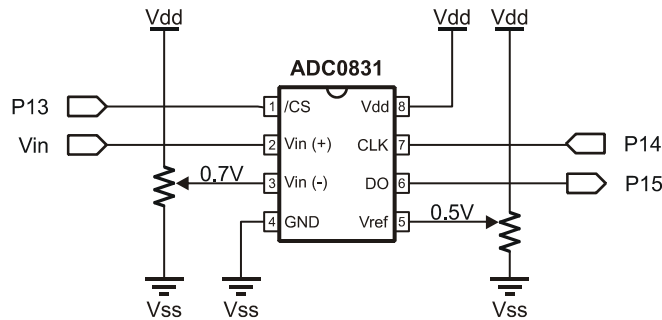 Vdd Vdd Vdd
ADC0831
P13 1 /CS Vdd 8
Vin 2 Vin (+) CLK 7 P14
0.7V 3 Vin (-) DO 6 P15
4 GND Vref 5 0.5V
Vss Vss Vss